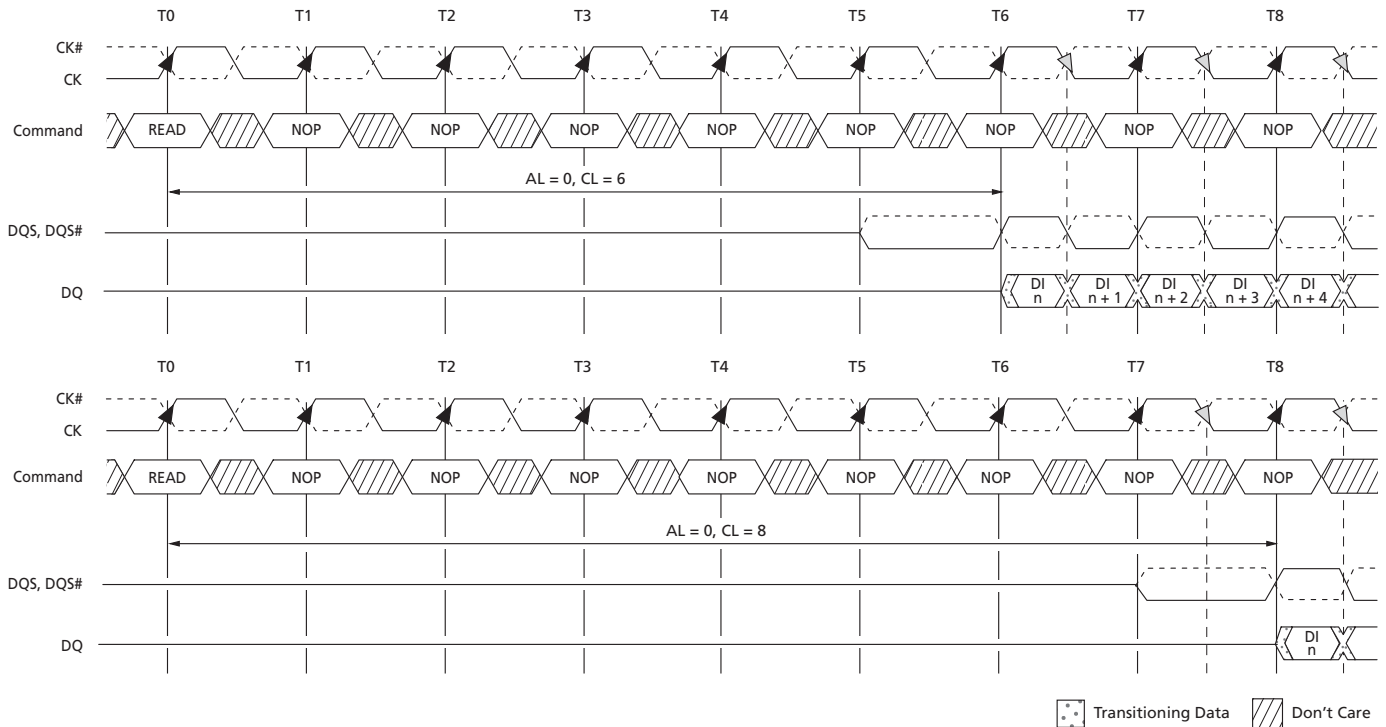 T0 T1 T2 T3 T4 T5 T6 T7 T8
CK#
CK
Command READ NOP NOP NOP NOP NOP NOP NOP NOP
AL = 0, CL = 6
DQS, DQS#
DQ DI n DI n + 1 DI n + 2 DI n + 3 DI n + 4
T0 T1 T2 T3 T4 T5 T6 T7 T8
CK#
CK
Command READ NOP NOP NOP NOP NOP NOP NOP NOP
AL = 0, CL = 8
DQS, DQS#
DQ DI n
Transitioning Data Don't Care